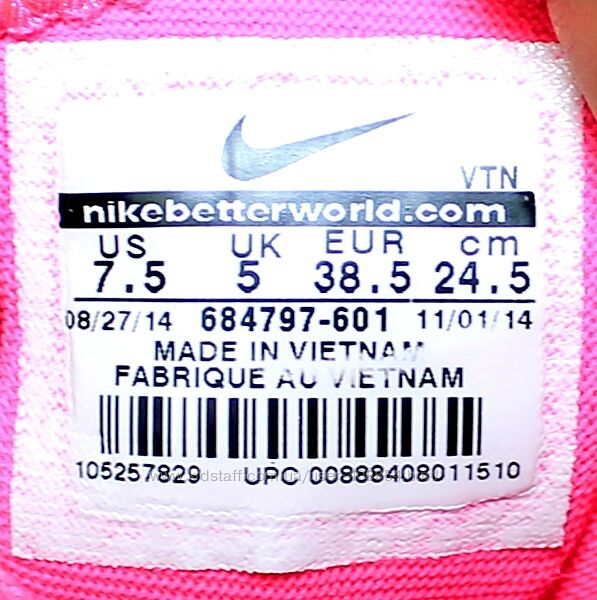 VTN
nikebetterworld.com
US UK EUR cm
7.5 5 38.5 24.5
08/27/14 684797-601 11/01/14
MADE IN VIETNAM
FABRIQUE AU VIETNAM
105257829 UPC 00888408011510